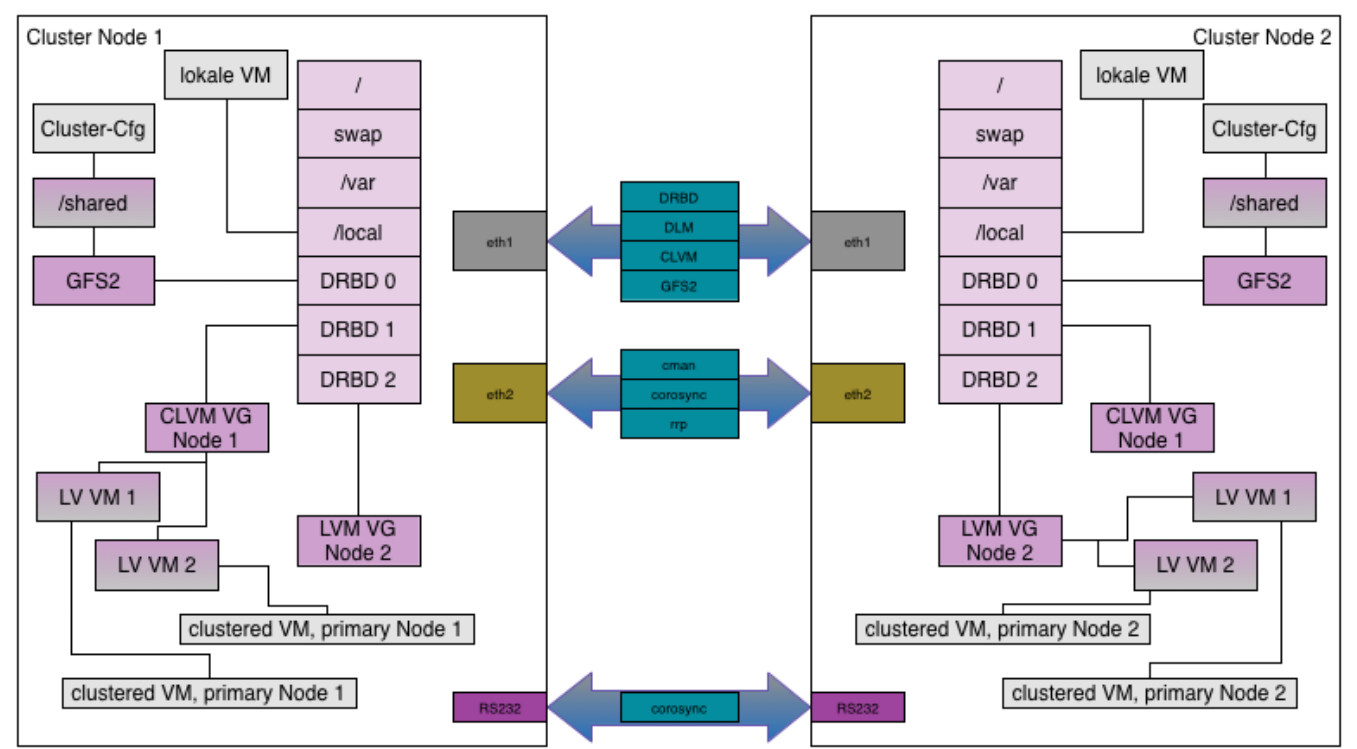 Cluster Node 1
lokale VM
Cluster-Cfg
/shared
GFS2
/
swap
/var
/local
DRBD 0
DRBD 1
DRBD 2
CLVM VG
Node 1
LV VM 1
LV VM 2
LVM VG
Node 2
clustered VM, primary Node 1
clustered VM, primary Node 1
eth1
eth2
RS232
DRBD
DLM
CLVM
GFS2
cman
corosync
rrp
corosync
eth1
eth2
RS232
Cluster Node 2
/
swap
/var
/local
DRBD 0
DRBD 1
DRBD 2
lokale VM
Cluster-Cfg
/shared
GFS2
CLVM VG
Node 1
LVM VG
Node 2
LV VM 1
LV VM 2
clustered VM, primary Node 2
clustered VM, primary Node 2